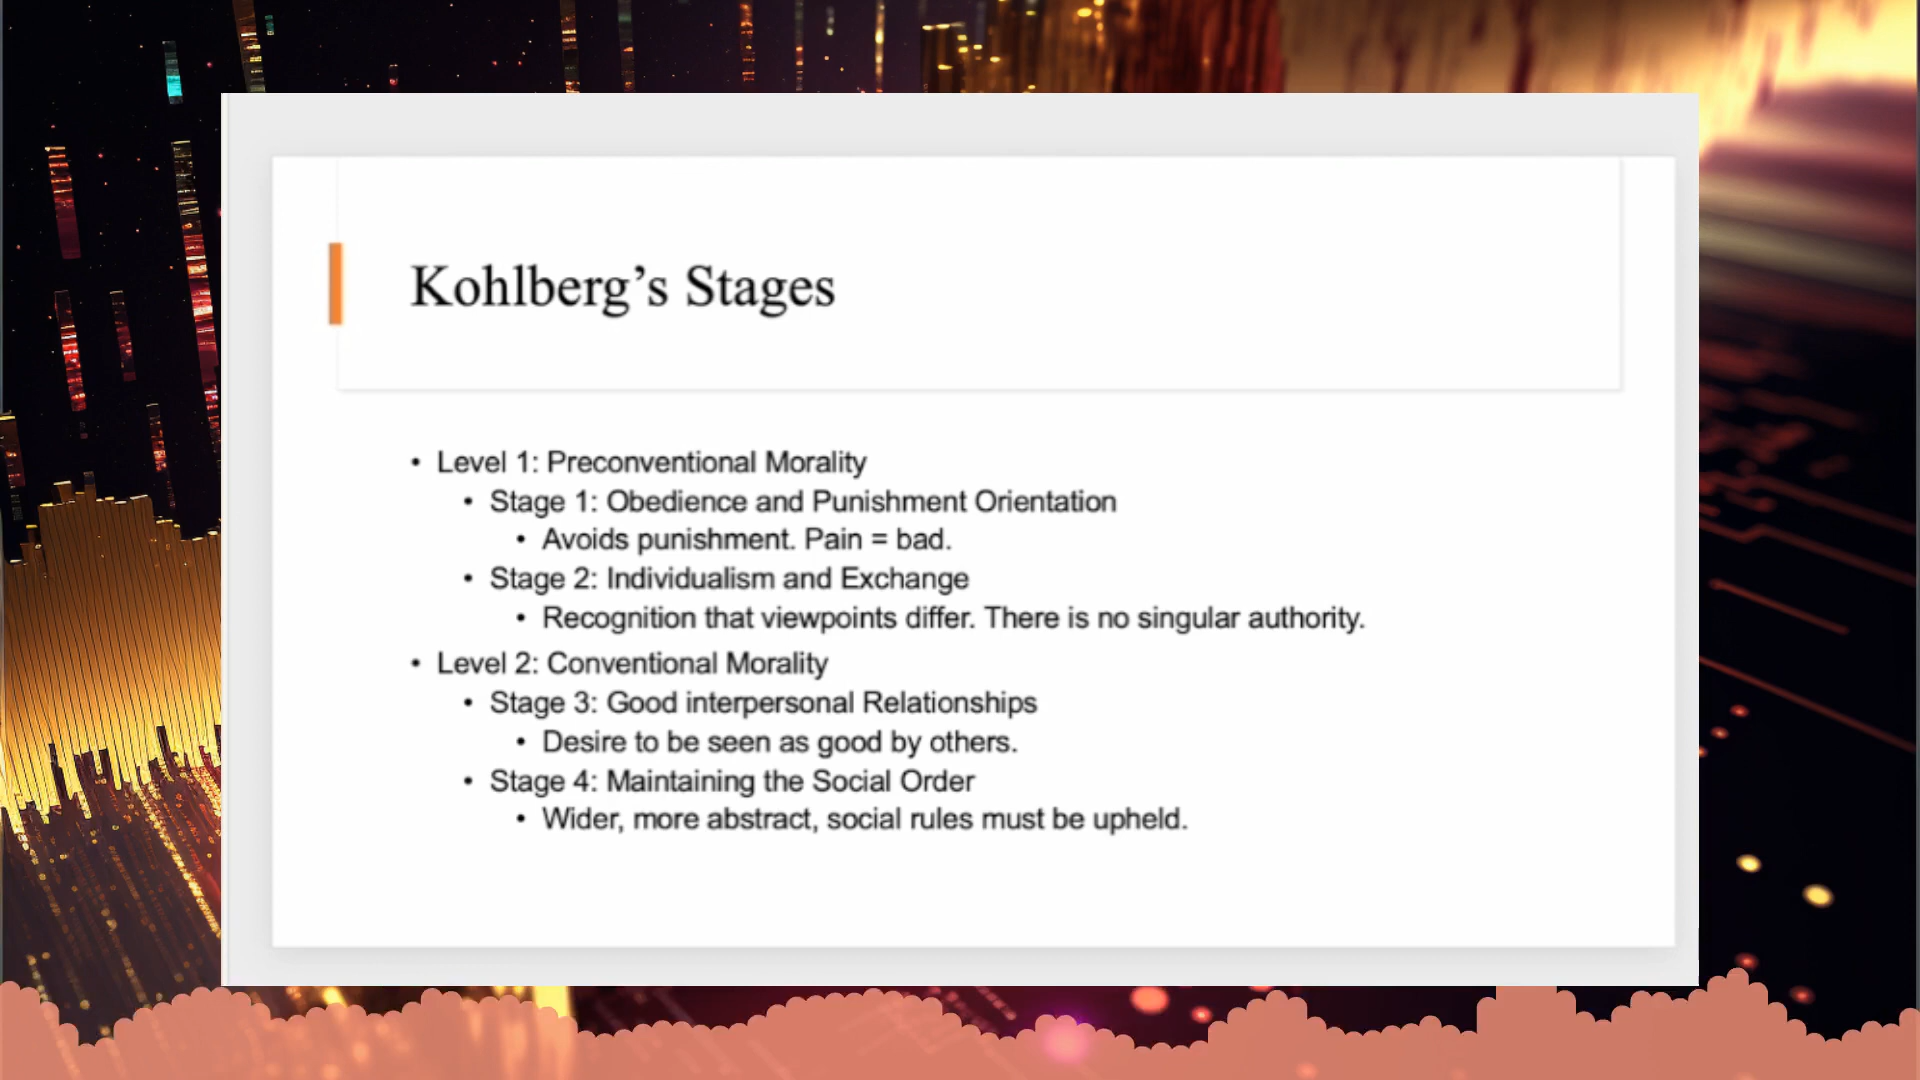 Kohlberg’s Stages
• Level 1: Preconventional Morality
• Stage 1: Obedience and Punishment Orientation
• Avoids punishment. Pain = bad.
• Stage 2: Individualism and Exchange
• Recognition that viewpoints differ. There is no singular authority.
• Level 2: Conventional Morality
• Stage 3: Good interpersonal Relationships
• Desire to be seen as good by others.
• Stage 4: Maintaining the Social Order
• Wider, more abstract, social rules must be upheld.